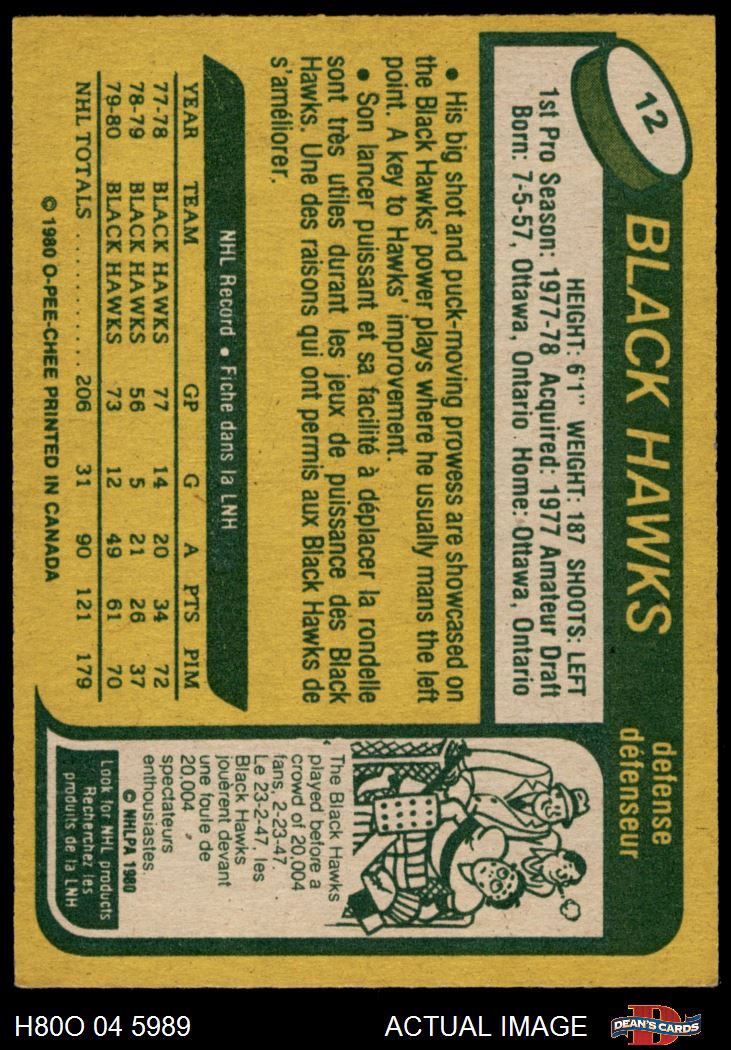 12
BLACK HAWKS
defense
défenseur
HEIGHT: 6'1" WEIGHT: 187 SHOOTS: LEFT
1st Pro Season: 1977-78 Acquired: 1977 Amateur Draft
Born: 7-5-57, Ottawa, Ontario Home: Ottawa, Ontario
• His big shot and puck-moving prowess are showcased on
the Black Hawks' power plays where he usually mans the left
point. A key to Hawks' improvement.
• Son lancer puissant et sa facilité à déplacer la rondelle
sont très utiles durant les jeux de puissance des Black
Hawks. Une des raisons qui ont permis aux Black Hawks de
s'améliorer.
NHL Record • Fiche dans la LNH
YEAR TEAM GP G A PTS PIM
77-78 BLACK HAWKS 77 14 20 34 72
78-79 BLACK HAWKS 56 5 21 26 37
79-80 BLACK HAWKS 73 12 49 61 70
NHL TOTALS .......... 206 31 90 121 179
© 1980 O-PEE-CHEE PRINTED IN CANADA
The Black Hawks
played before a
crowd of 20,004
fans, 2-23-47.
Le 23-2-47, les
Black Hawks
jouèrent devant
une foule de
20,004
spectateurs
enthousiastes.
© NHLPA 1980
Look for NHL products
Recherchez les
produits de la LNH
H80O 04 5989
ACTUAL IMAGE
D
DEAN'S CARDS